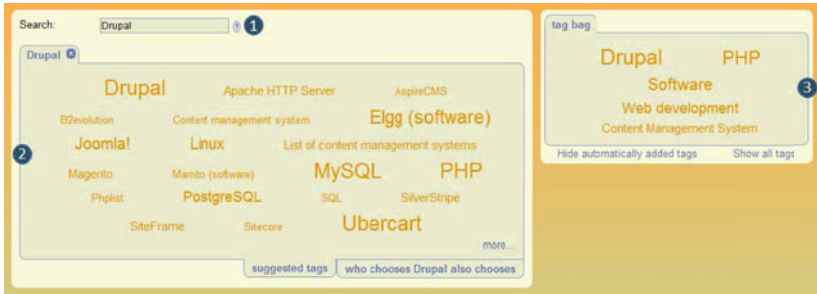 Search: Drupal ? 1
Drupal x
Drupal Apache HTTP Server AspireCMS
B2evolution Content management system Elgg (software)
Joomla! Linux List of content management systems
2
Magento Mambo (software) MySQL PHP
Phplist PostgreSQL SQL SilverStripe
SiteFrame Sitecore Ubercart
more...
suggested tags who chooses Drupal also chooses
tag bag
Drupal PHP
Software
3
Web development
Content Management System
Hide automatically added tags Show all tags